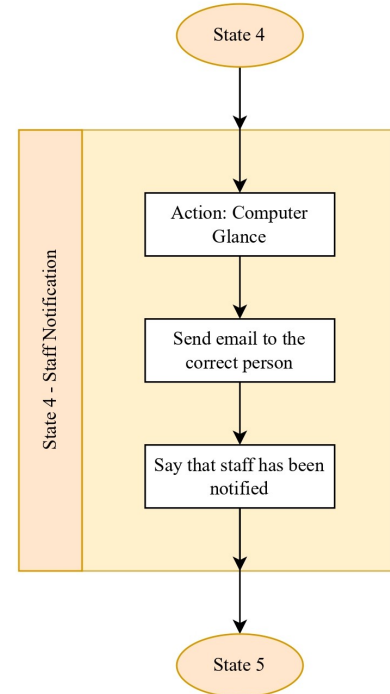 State 4
State 4 - Staff Notification
Action: Computer
Glance
Send email to the
correct person
Say that staff has been
notified
State 5